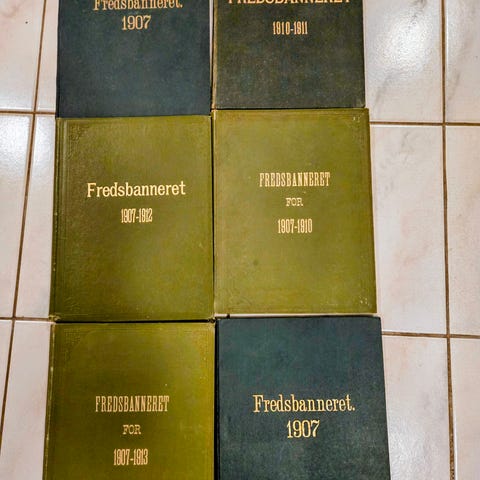 Fredsbanneret.
1907
FREDSBANNERET
1910-1911
Fredsbanneret
1907-1912
FREDSBANNERET
FOR
1907-1910
FREDSBANNERET
FOR
1907-1913
Fredsbanneret.
1907